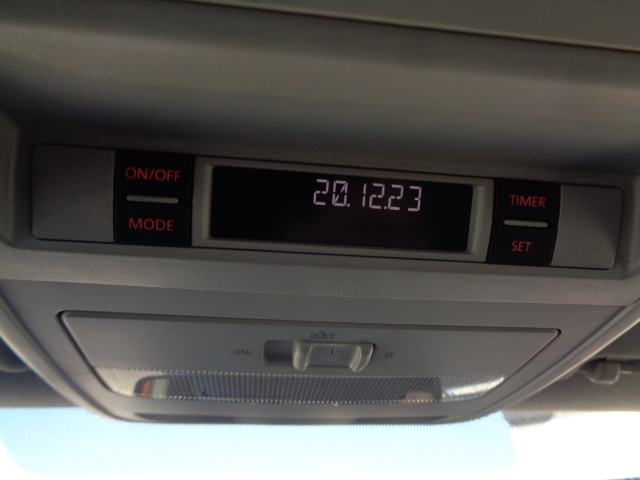 ON/OFF
MODE
20.12.23
TIMER
SET